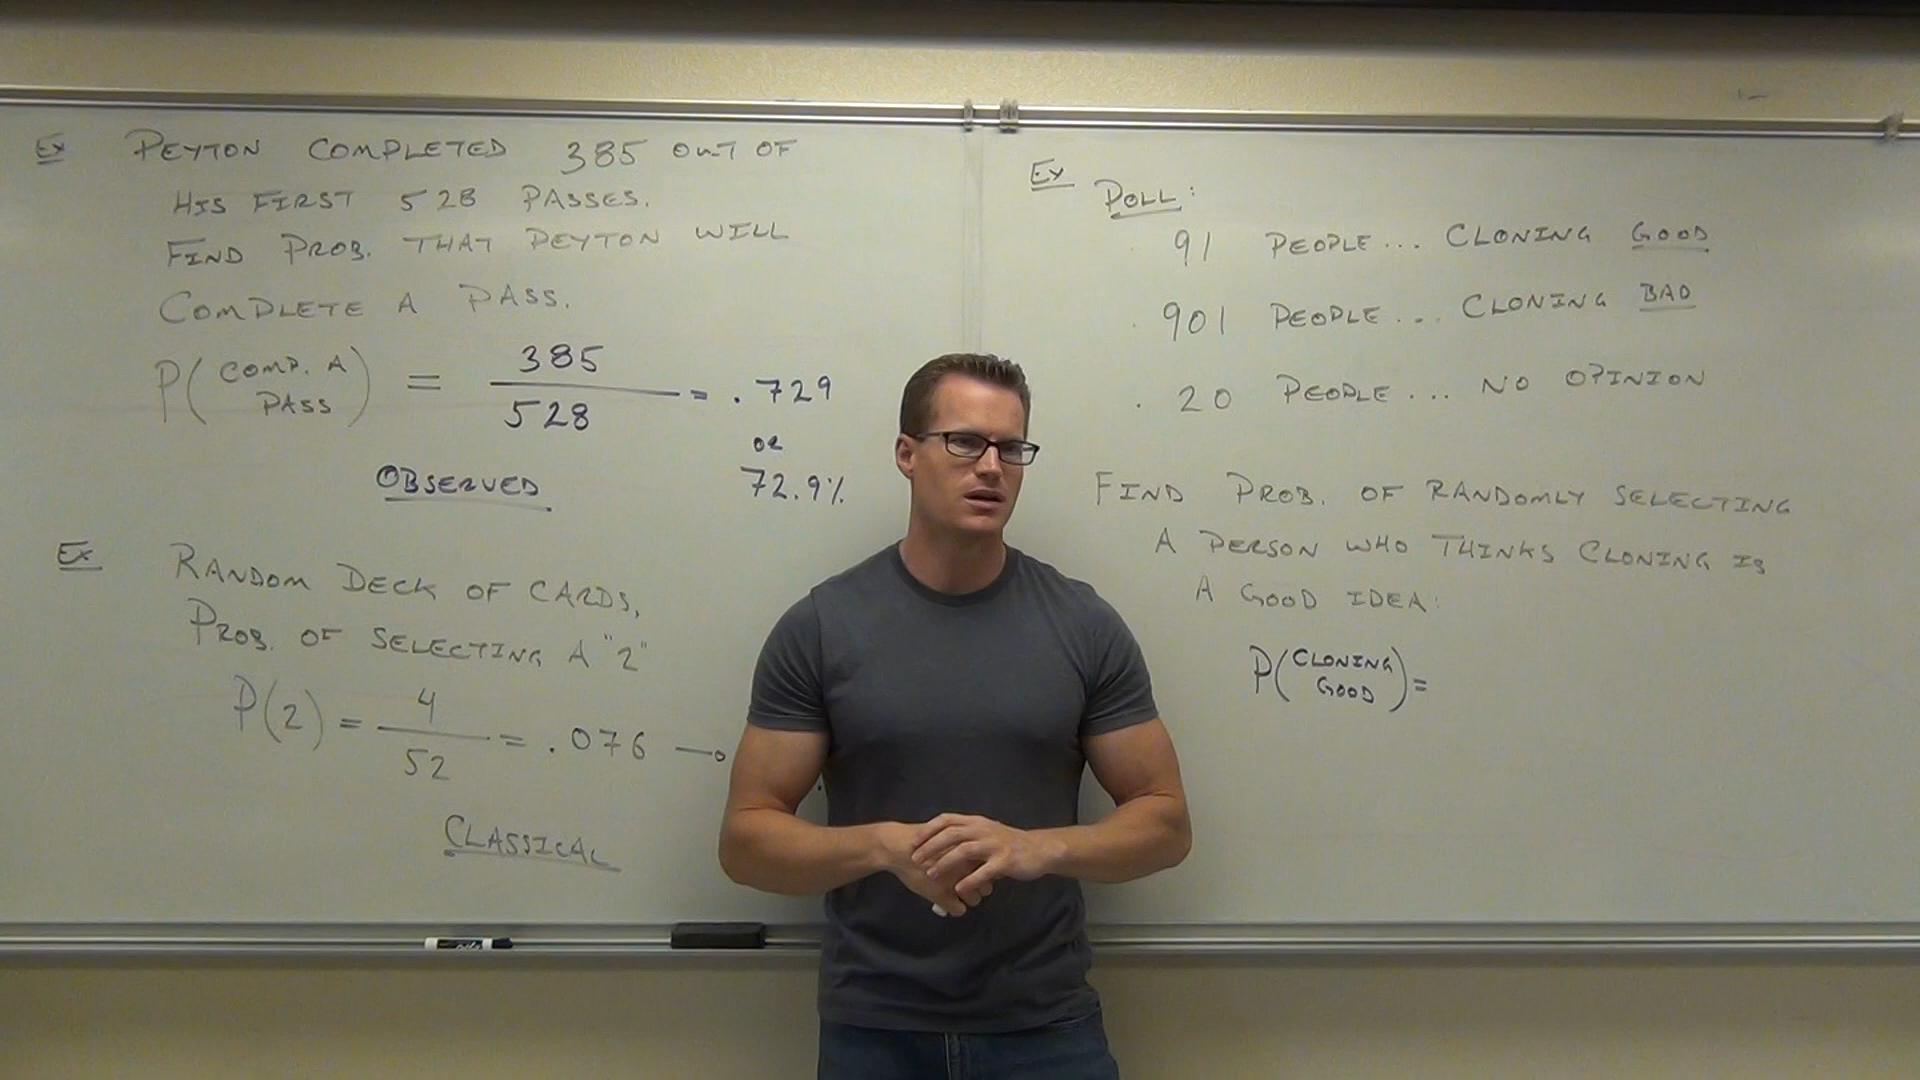 Ex PEYTON COMPLETED 385 OUT OF
HIS FIRST 528 PASSES.
FIND PROB. THAT PEYTON WILL
COMPLETE A PASS.
P(COMP. A PASS) = 385/528 = .729
or
72.9%
OBSERVED
Ex RANDOM DECK OF CARDS,
PROB. OF SELECTING A "2"
P(2) = 4/52 = .076 →
CLASSICAL
Ex POLL:
91 PEOPLE... CLONING GOOD
901 PEOPLE... CLONING BAD
20 PEOPLE... NO OPINION
FIND PROB. OF RANDOMLY SELECTING
A PERSON WHO THINKS CLONING IS
A GOOD IDEA:
P(CLONING GOOD) =